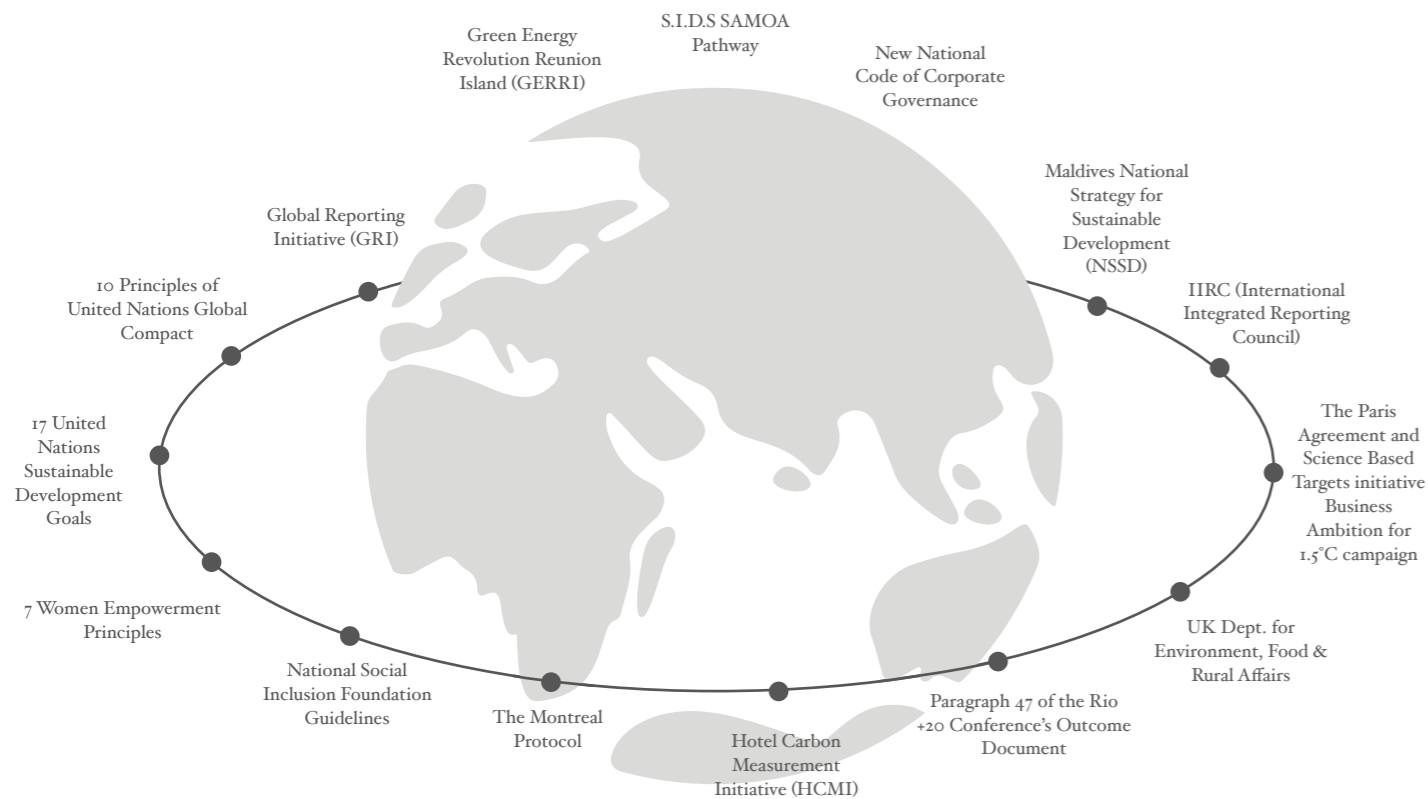 S.I.D.S SAMOA
Pathway
Green Energy
Revolution Reunion
Island (GERRI)
New National
Code of Corporate
Governance
Maldives National
Strategy for
Sustainable
Development
(NSSD)
Global Reporting
Initiative (GRI)
10 Principles of
United Nations Global
Compact
IIRC (International
Integrated Reporting
Council)
17 United
Nations
Sustainable
Development
Goals
The Paris
Agreement and
Science Based
Targets initiative
Business
Ambition for
1.5°C campaign
7 Women Empowerment
Principles
UK Dept. for
Environment, Food &
Rural Affairs
National Social
Inclusion Foundation
Guidelines
Paragraph 47 of the Rio
+20 Conference's Outcome
Document
The Montreal
Protocol
Hotel Carbon
Measurement
Initiative (HCMI)